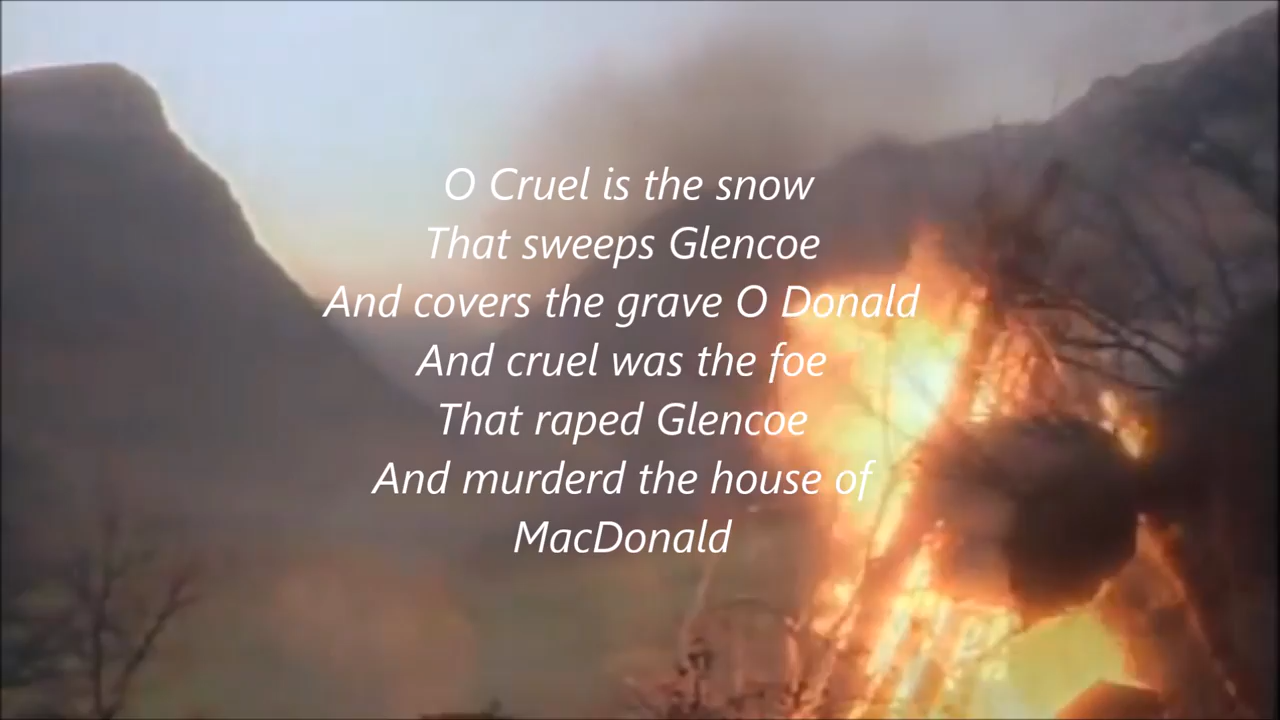 O Cruel is the snow
That sweeps Glencoe
And covers the grave O Donald
And cruel was the foe
That raped Glencoe
And murderd the house of
MacDonald